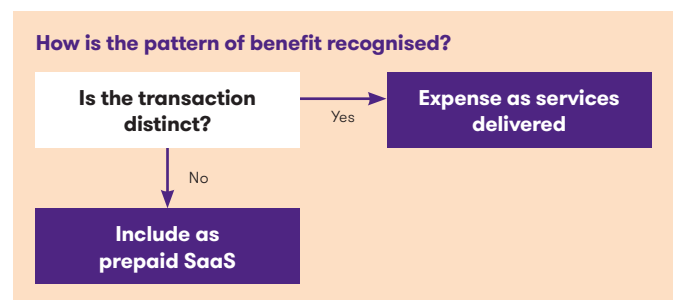 How is the pattern of benefit recognised?
Is the transaction
distinct?
Yes
Expense as services
delivered
No
Include as
prepaid SaaS